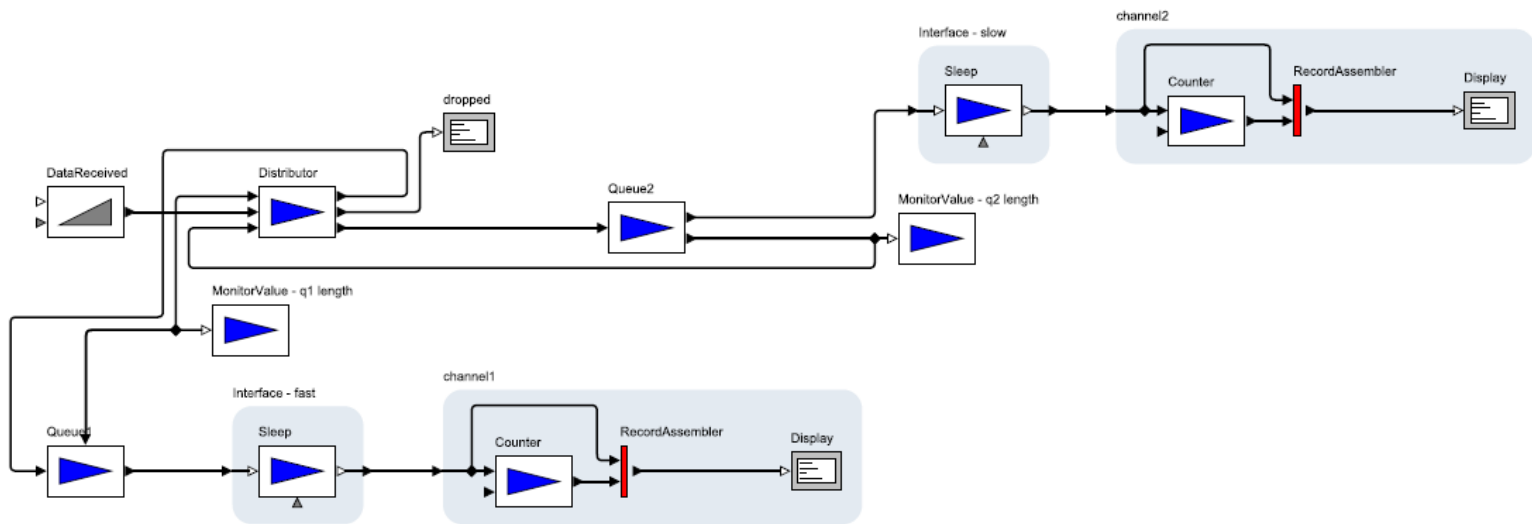 channel2
Interface - slow
Sleep
RecordAssembler
Display
Counter
dropped
DataReceived
Distributor
Queue2
MonitorValue - q2 length
MonitorValue - q1 length
channel1
Interface - fast
Queue1
Sleep
Counter
RecordAssembler
Display